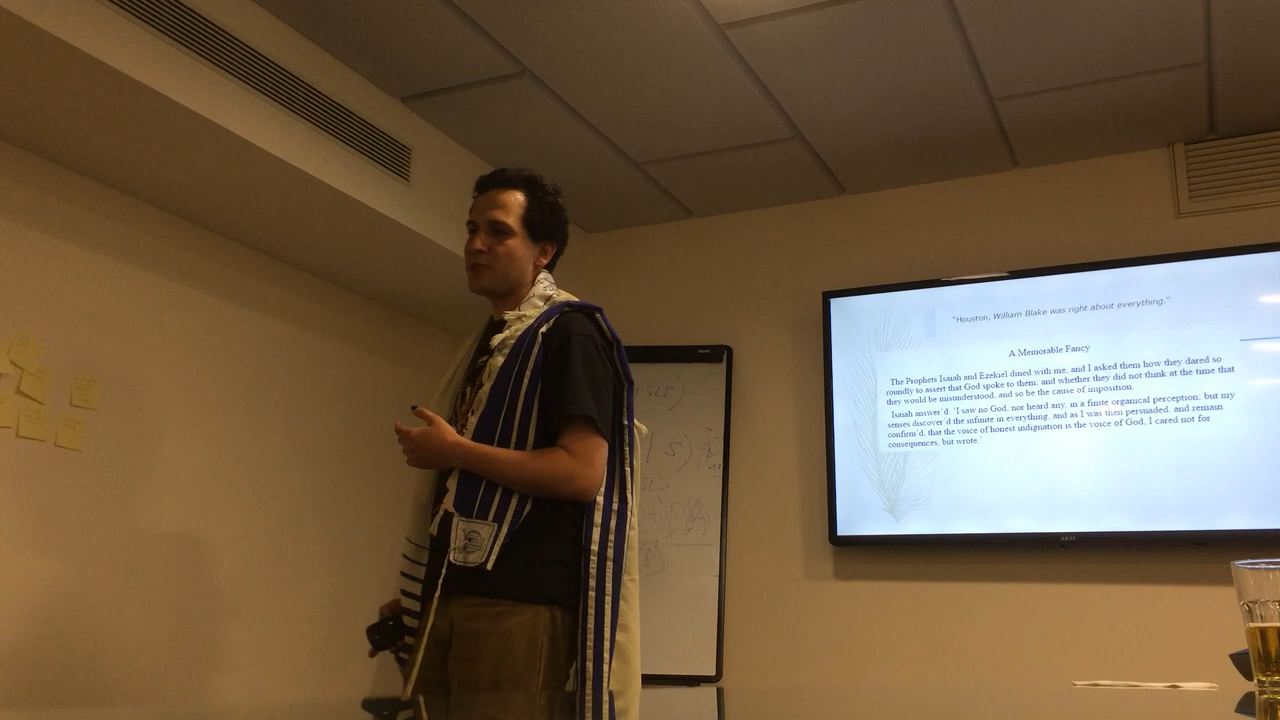 "Houston, William Blake was right about everything."
A Memorable Fancy
The Prophets Isaiah and Ezekiel dined with me, and I asked them how they dared so
roundly to assert that God spoke to them; and whether they did not think at the time that
they would be misunderstood, and so be the cause of imposition.
Isaiah answer'd: 'I saw no God, nor heard any, in a finite organical perception; but my
senses discover'd the infinite in everything, and as I was then persuaded, and remain
confirm'd, that the voice of honest indignation is the voice of God, I cared not for
consequences, but wrote.'
AKAI